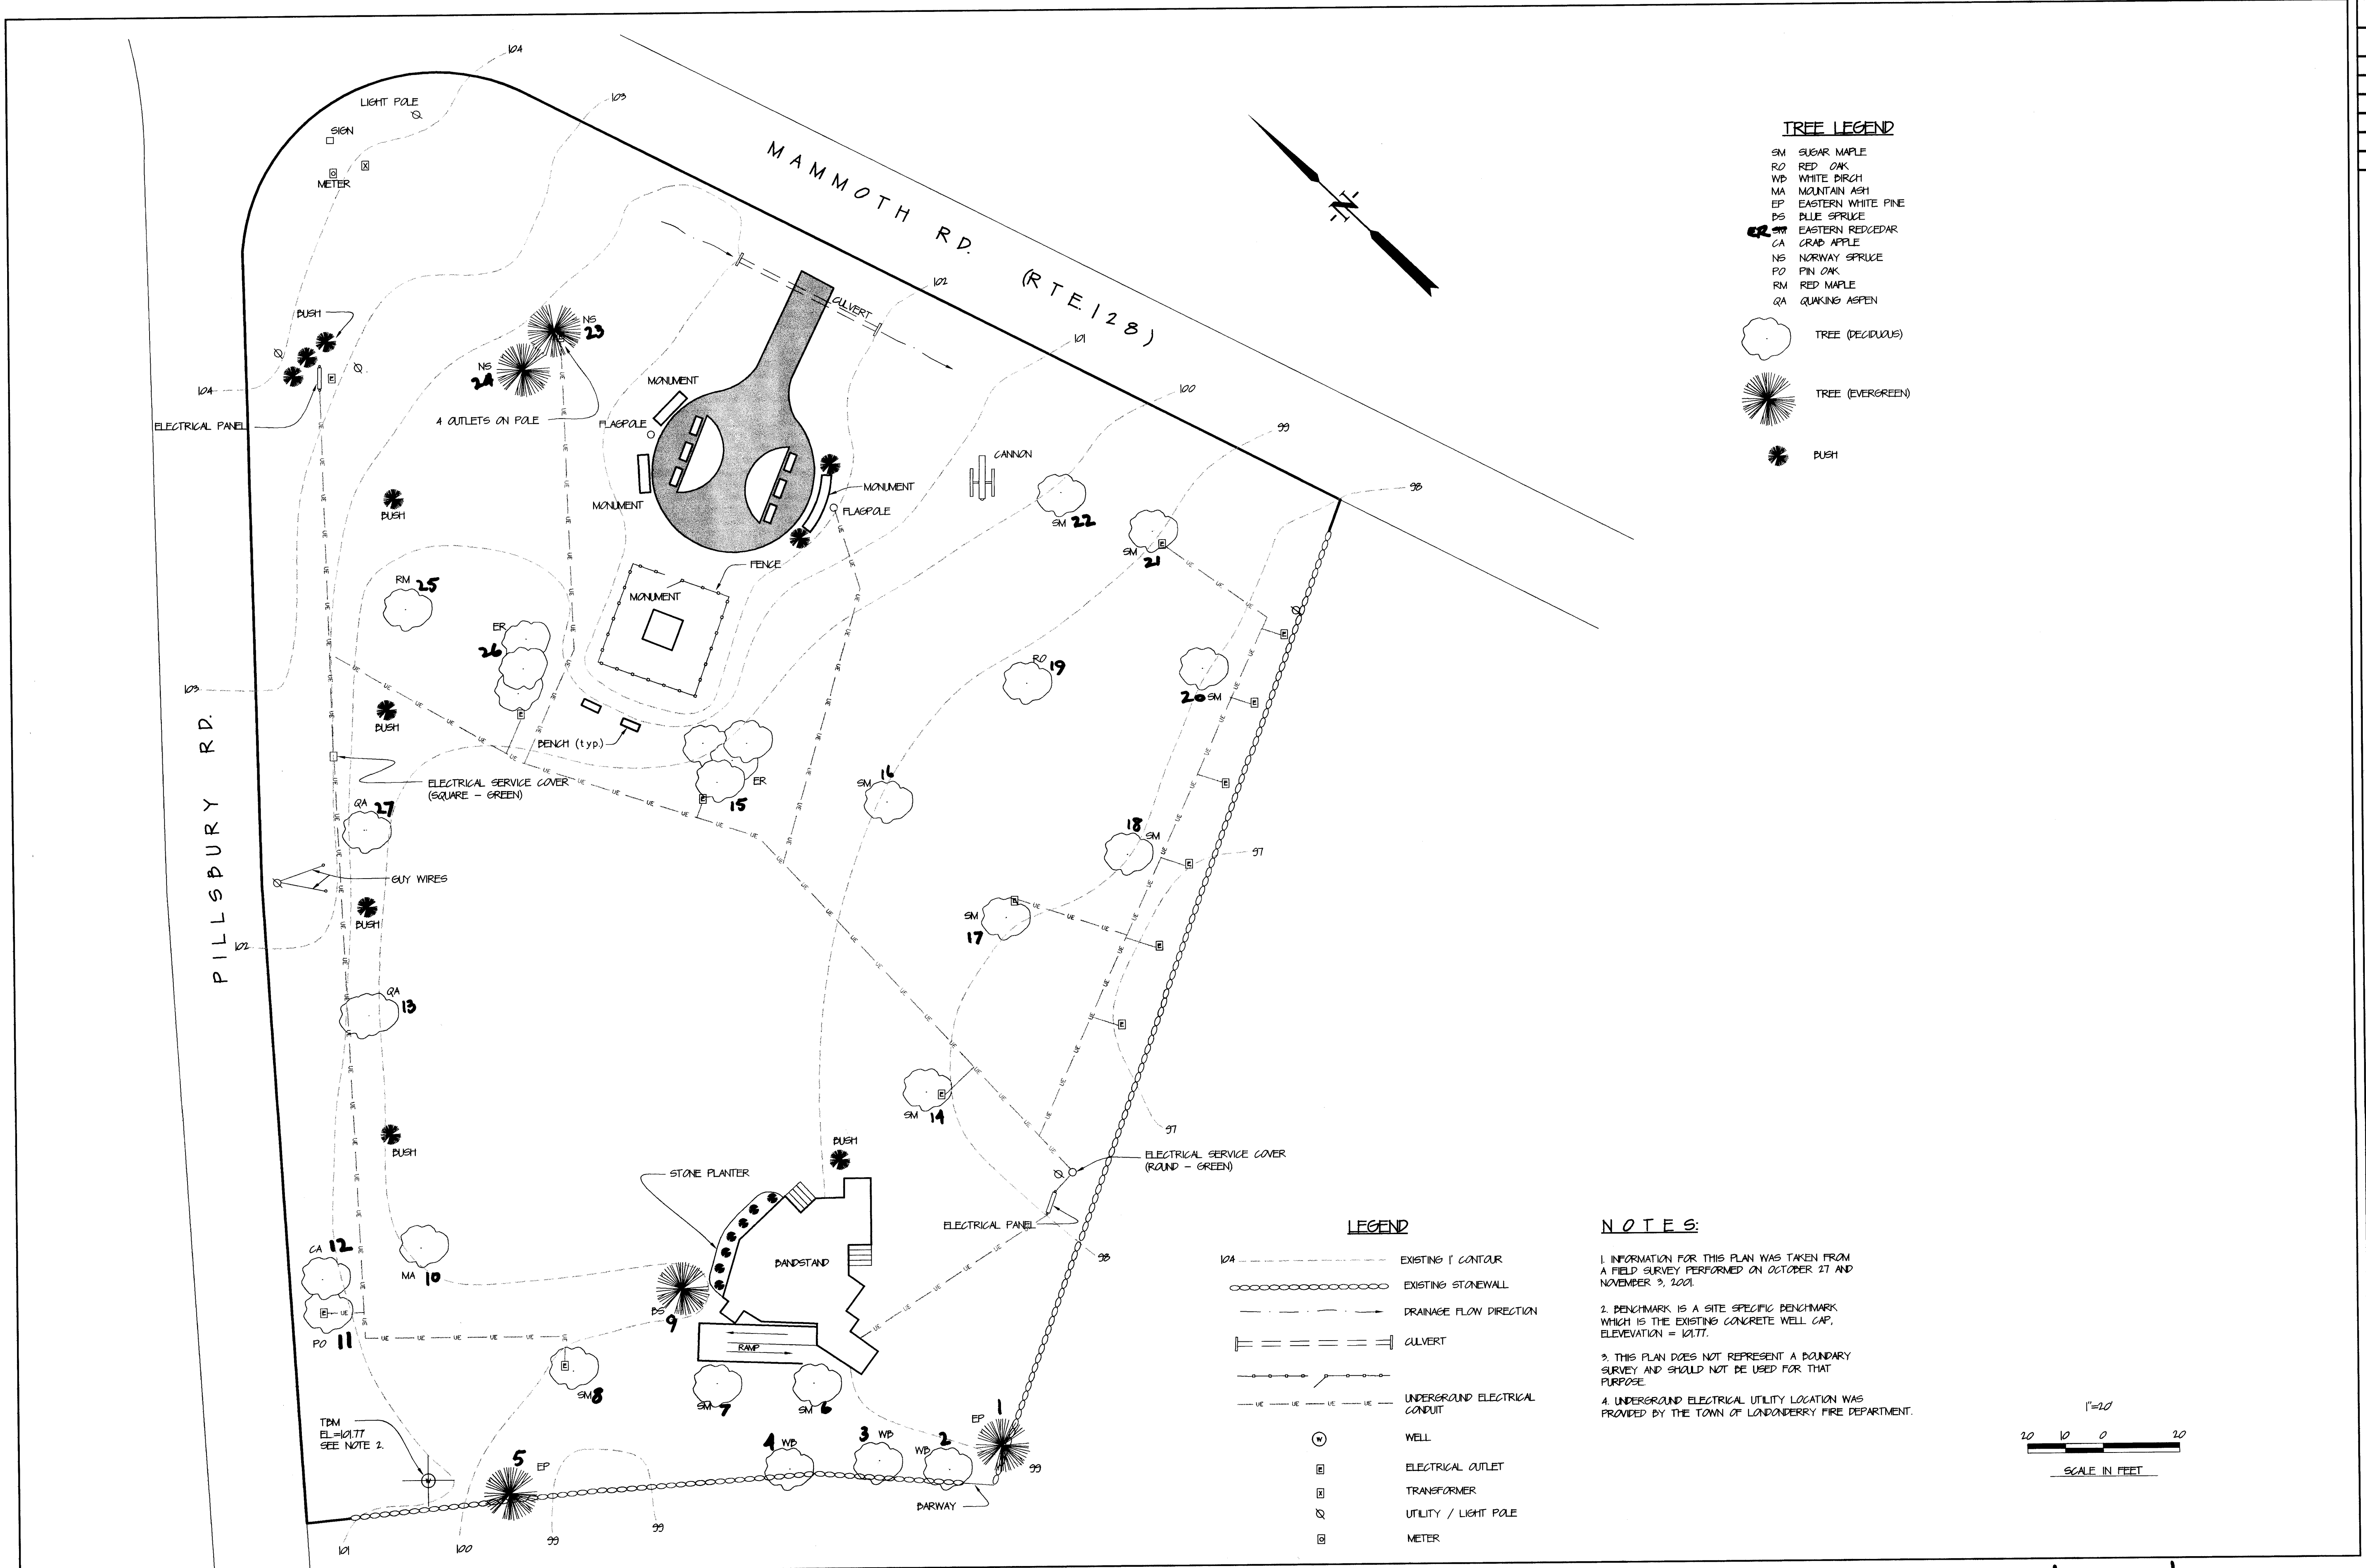 104
LIGHT POLE
103
SIGN
METER
MAMMOTH RD. (RTE.128)
N
TREE LEGEND
SM SUGAR MAPLE
RO RED OAK
WB WHITE BIRCH
MA MOUNTAIN ASH
EP EASTERN WHITE PINE
BS BLUE SPRUCE
ER SM EASTERN REDCEDAR
CA CRAB APPLE
NS NORWAY SPRUCE
PO PIN OAK
RM RED MAPLE
QA QUAKING ASPEN
TREE (DECIDUOUS)
TREE (EVERGREEN)
BUSH
102
CULVERT
BUSH
NS
23
NS
24
101
104
100
MONUMENT
4 OUTLETS ON POLE
FLAGPOLE
ELECTRICAL PANEL
99
CANNON
MONUMENT
98
MONUMENT
BUSH
FLAGPOLE
SM 22
SM
21
FENCE
RM 25
MONUMENT
ER
26
RO 19
103
20 SM
BUSH
BENCH (typ.)
PILLSBURY RD.
ELECTRICAL SERVICE COVER
(SQUARE - GREEN)
ER
15
SM 16
QA 27
18 SM
97
GUY WIRES
BUSH
SM
17
102
QA
13
SM 14
97
BUSH
BUSH
ELECTRICAL SERVICE COVER
(ROUND - GREEN)
STONE PLANTER
ELECTRICAL PANEL
CA 12
MA 10
BANDSTAND
98
BS
9
PO 11
RAMP
SM 8
SM 7
SM 6
EP 1
TBM
EL=101.77
SEE NOTE 2.
5 EP
4 WB
3 WB
WB 2
99
BARWAY
101
100
99
99
UE
LEGEND
104 EXISTING 1' CONTOUR
EXISTING STONEWALL
DRAINAGE FLOW DIRECTION
CULVERT
UE UE UE UE UNDERGROUND ELECTRICAL
CONDUIT
W WELL
E ELECTRICAL OUTLET
X TRANSFORMER
UTILITY / LIGHT POLE
METER
NOTES:
1. INFORMATION FOR THIS PLAN WAS TAKEN FROM
A FIELD SURVEY PERFORMED ON OCTOBER 27 AND
NOVEMBER 3, 2001.
2. BENCHMARK IS A SITE SPECIFIC BENCHMARK
WHICH IS THE EXISTING CONCRETE WELL CAP,
ELEVEVATION = 101.77.
3. THIS PLAN DOES NOT REPRESENT A BOUNDARY
SURVEY AND SHOULD NOT BE USED FOR THAT
PURPOSE.
4. UNDERGROUND ELECTRICAL UTILITY LOCATION WAS
PROVIDED BY THE TOWN OF LONDONDERRY FIRE DEPARTMENT.
1"=20'
20 10 0 20
SCALE IN FEET